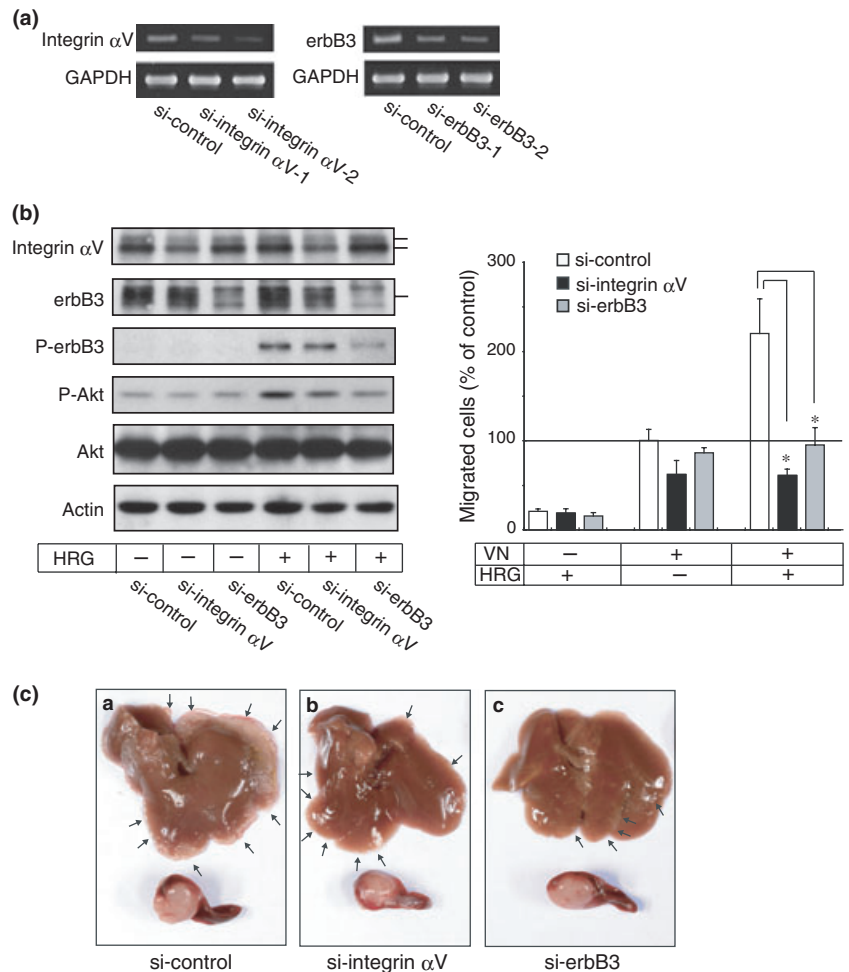 (a)
Integrin αV
GAPDH
si-control
si-integrin αV-1
si-integrin αV-2
erbB3
GAPDH
si-control
si-erbB3-1
si-erbB3-2
(b)
Integrin αV
erbB3
P-erbB3
P-Akt
Akt
Actin
HRG − − − + + +
si-control
si-integrin αV
si-erbB3
si-control
si-integrin αV
si-erbB3
Migrated cells (% of control)
300
200
100
0
si-control
si-integrin αV
si-erbB3
*
*
VN − + +
HRG + − +
(c)
a
b
c
si-control
si-integrin αV
si-erbB3